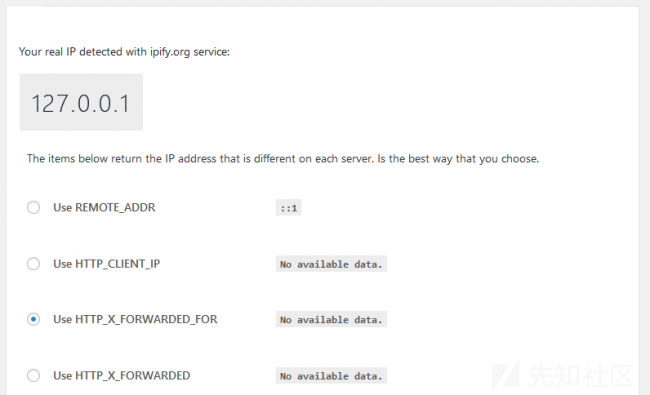 Your real IP detected with ipify.org service:
127.0.0.1
The items below return the IP address that is different on each server. Is the best way that you choose.
Use REMOTE_ADDR ::1
Use HTTP_CLIENT_IP No available data.
Use HTTP_X_FORWARDED_FOR No available data.
Use HTTP_X_FORWARDED No available data.
先知社区